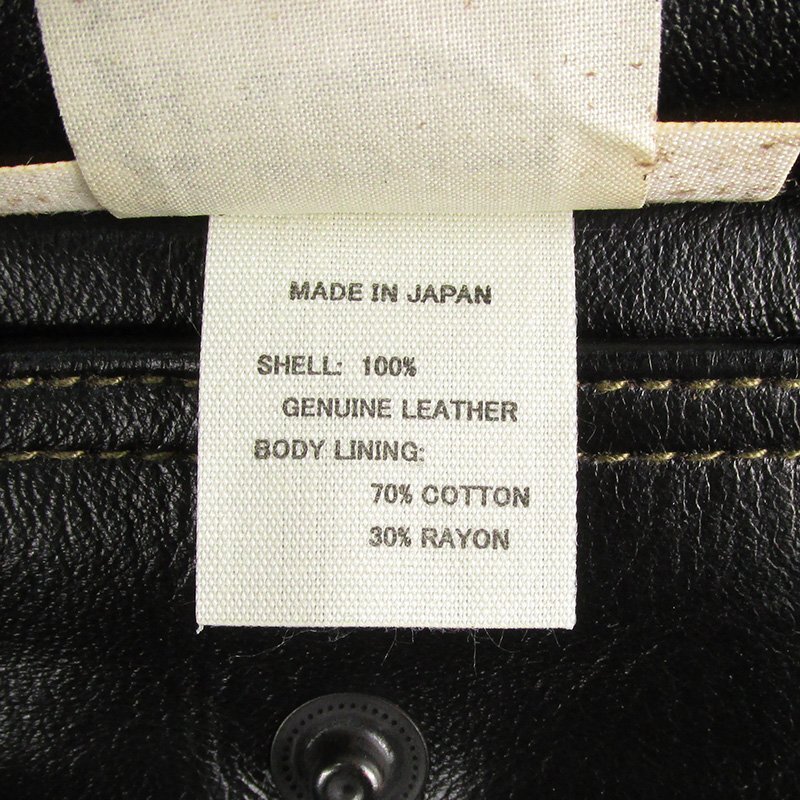 MADE IN JAPAN
SHELL: 100%
GENUINE LEATHER
BODY LINING:
70% COTTON
30% RAYON